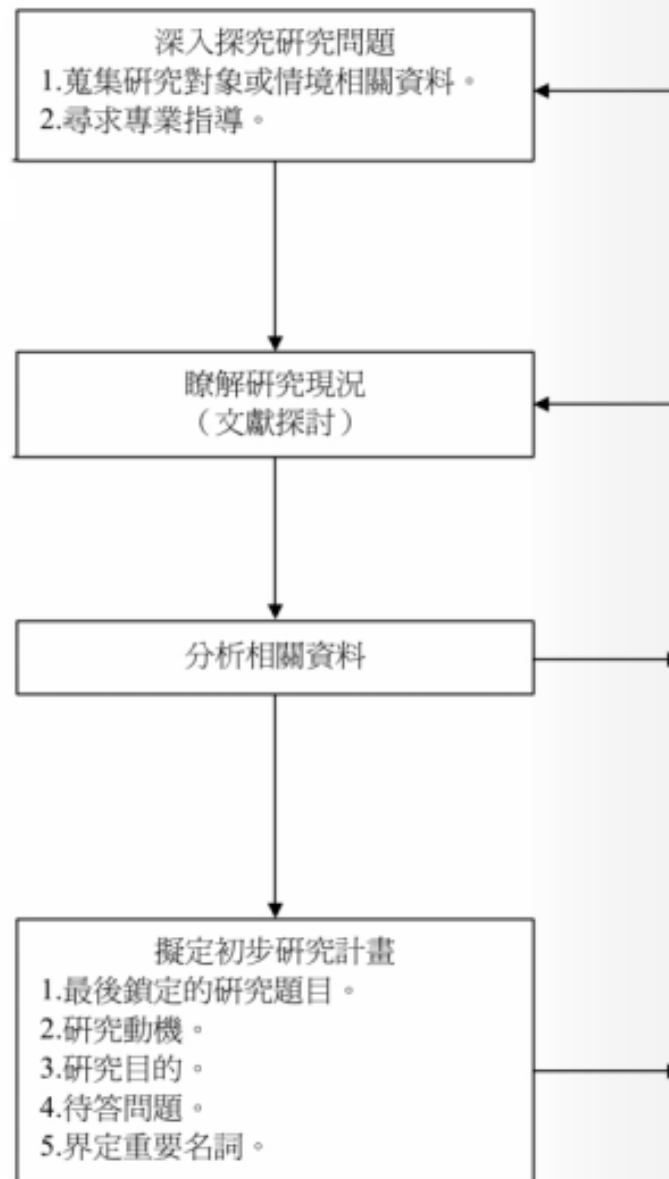 深入探究研究問題
1.蒐集研究對象或情境相關資料。
2.尋求專業指導。
瞭解研究現況
（文獻探討）
分析相關資料
擬定初步研究計畫
1.最後鎖定的研究題目。
2.研究動機。
3.研究目的。
4.待答問題。
5.界定重要名詞。